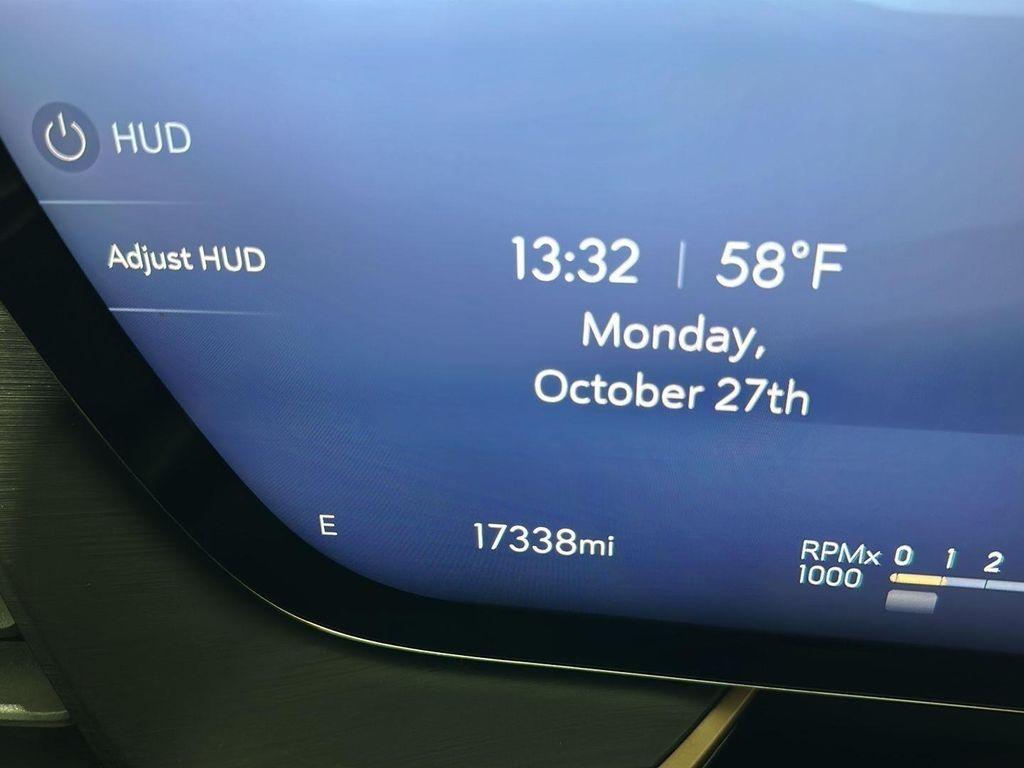 HUD
Adjust HUD
13:32 | 58°F
Monday,
October 27th
E
17338mi
RPMx 0 1 2
1000